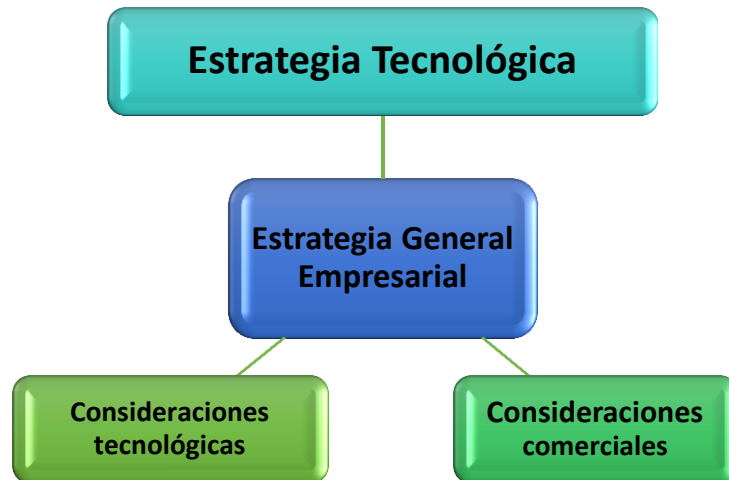 Estrategia Tecnológica
Estrategia General
Empresarial
Consideraciones
tecnológicas
Consideraciones
comerciales